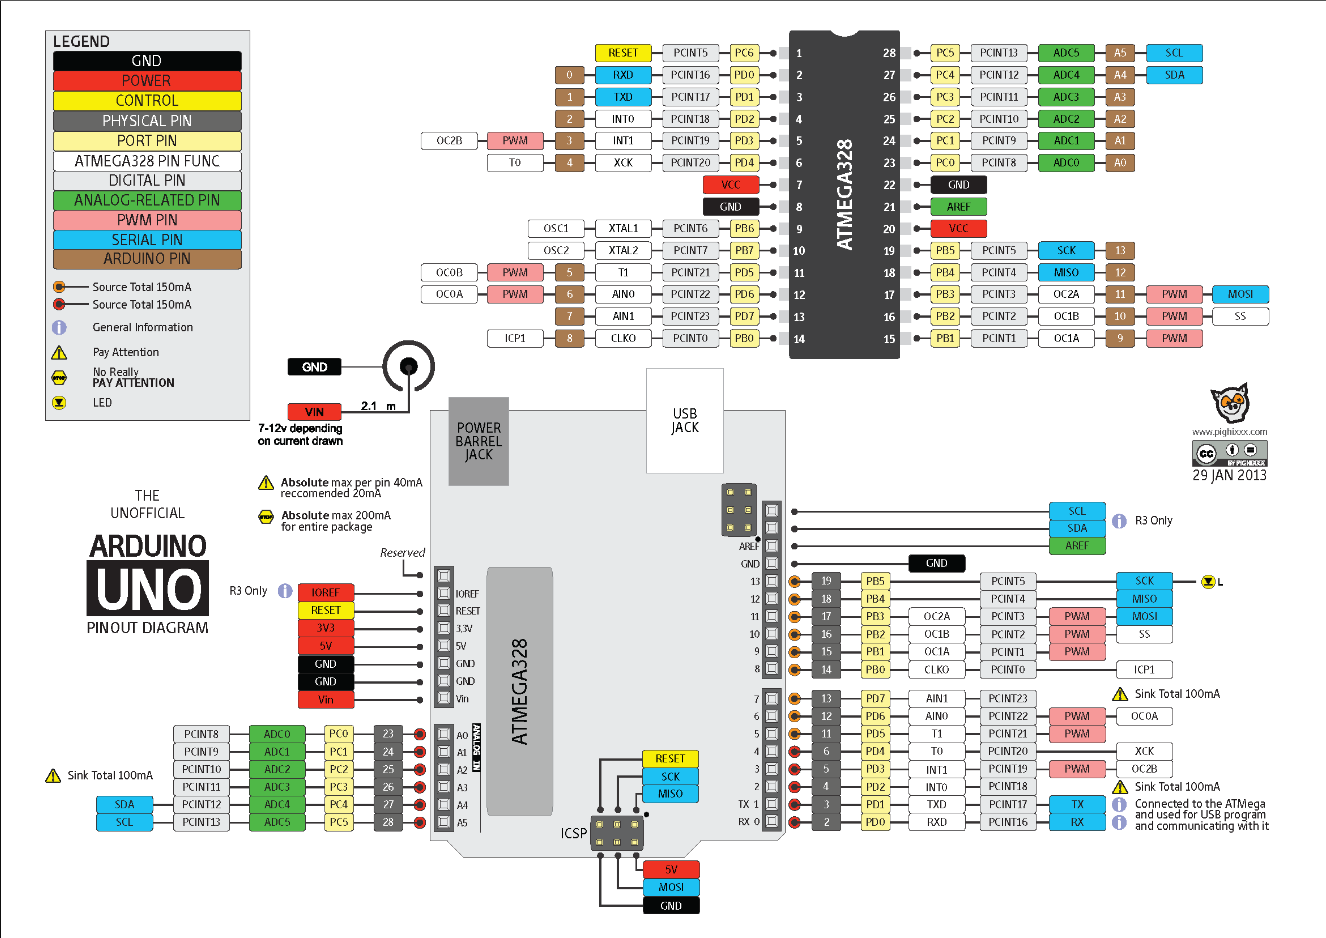 LEGEND
GND
POWER
CONTROL
PHYSICAL PIN
PORT PIN
ATMEGA328 PIN FUNC
DIGITAL PIN
ANALOG-RELATED PIN
PWM PIN
SERIAL PIN
ARDUINO PIN
Source Total 150mA
Source Total 150mA
General Information
Pay Attention
No Really
PAY ATTENTION
LED
RESET PCINT5 PC6 1
0 RXD PCINT16 PD0 2
1 TXD PCINT17 PD1 3
2 INT0 PCINT18 PD2 4
OC2B PWM 3 INT1 PCINT19 PD3 5
T0 4 XCK PCINT20 PD4 6
VCC 7
GND 8
OSC1 XTAL1 PCINT6 PB6 9
OSC2 XTAL2 PCINT7 PB7 10
OC0B PWM 5 T1 PCINT21 PD5 11
OC0A PWM 6 AIN0 PCINT22 PD6 12
7 AIN1 PCINT23 PD7 13
ICP1 8 CLKO PCINT0 PB0 14
ATMEGA328
28 PC5 PCINT13 ADC5 A5 SCL
27 PC4 PCINT12 ADC4 A4 SDA
26 PC3 PCINT11 ADC3 A3
25 PC2 PCINT10 ADC2 A2
24 PC1 PCINT9 ADC1 A1
23 PC0 PCINT8 ADC0 A0
22 GND
21 AREF
20 VCC
19 PB5 PCINT5 SCK 13
18 PB4 PCINT4 MISO 12
17 PB3 PCINT3 OC2A 11 PWM MOSI
16 PB2 PCINT2 OC1B 10 PWM SS
15 PB1 PCINT1 OC1A 9 PWM
GND
VIN 2.1 m
7-12v depending
on current drawn
POWER
BARREL
JACK
USB
JACK
www.pighixxx.com
cc
BY PIGHIXXX
29 JAN 2013
Absolute max per pin 40mA
reccomended 20mA
Absolute max 200mA
for entire package
THE
UNOFFICIAL
ARDUINO
UNO
PINOUT DIAGRAM
Reserved
R3 Only IOREF IOREF
RESET RESET
3V3 3,3V
5V 5V
GND GND
GND GND
Vin Vin
ATMEGA328
ANALOG IN
PCINT8 ADC0 PC0 23 A0
PCINT9 ADC1 PC1 24 A1
PCINT10 ADC2 PC2 25 A2
PCINT11 ADC3 PC3 26 A3
SDA PCINT12 ADC4 PC4 27 A4
SCL PCINT13 ADC5 PC5 28 A5
Sink Total 100mA
SCL
SDA
R3 Only
AREF AREF
GND GND
13 19 PB5 PCINT5 SCK L
12 18 PB4 PCINT4 MISO
11 17 PB3 OC2A PCINT3 PWM MOSI
10 16 PB2 OC1B PCINT2 PWM SS
9 15 PB1 OC1A PCINT1 PWM
8 14 PB0 CLKO PCINT0 ICP1
Sink Total 100mA
7 13 PD7 AIN1 PCINT23
6 12 PD6 AIN0 PCINT22 PWM OC0A
5 11 PD5 T1 PCINT21 PWM
4 6 PD4 T0 PCINT20 XCK
3 5 PD3 INT1 PCINT19 PWM OC2B
2 4 PD2 INT0 PCINT18
Sink Total 100mA
TX 1 3 PD1 TXD PCINT17 TX
RX 0 2 PD0 RXD PCINT16 RX
Connected to the ATMega
and used for USB program
and communicating with it
RESET
SCK
MISO
ICSP
5V
MOSI
GND